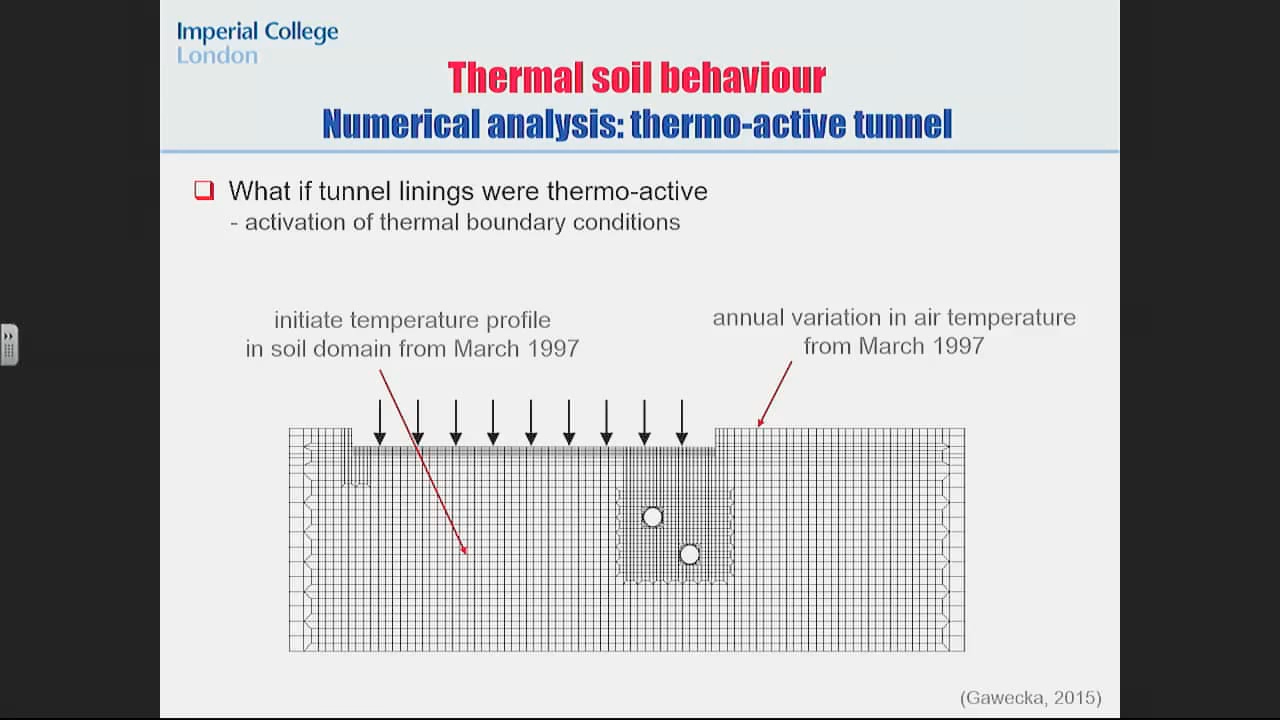 Imperial College
London
Thermal soil behaviour
Numerical analysis: thermo-active tunnel
What if tunnel linings were thermo-active
- activation of thermal boundary conditions
initiate temperature profile
in soil domain from March 1997
annual variation in air temperature
from March 1997
(Gawecka, 2015)